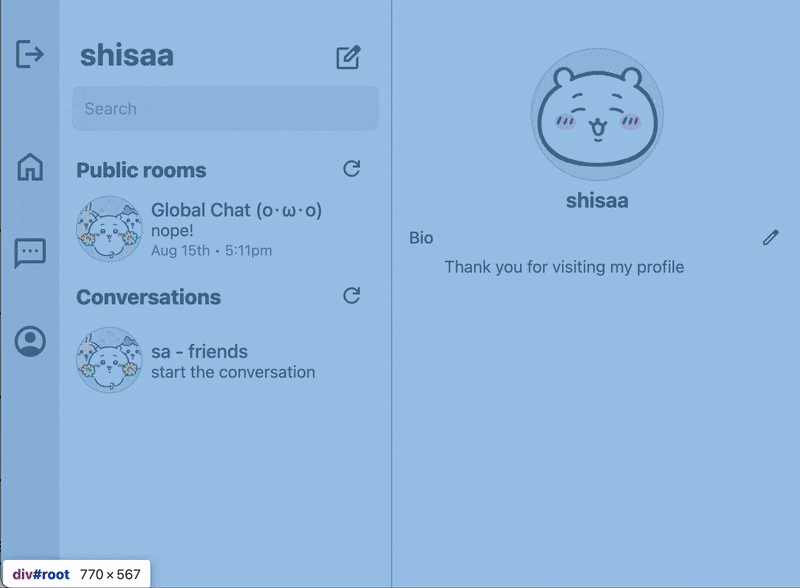 shisaa
Search
Public rooms
Global Chat (o･ω･o)
nope!
Aug 15th • 5:11pm
Conversations
sa - friends
start the conversation
shisaa
Bio
Thank you for visiting my profile
div#root 770 × 567